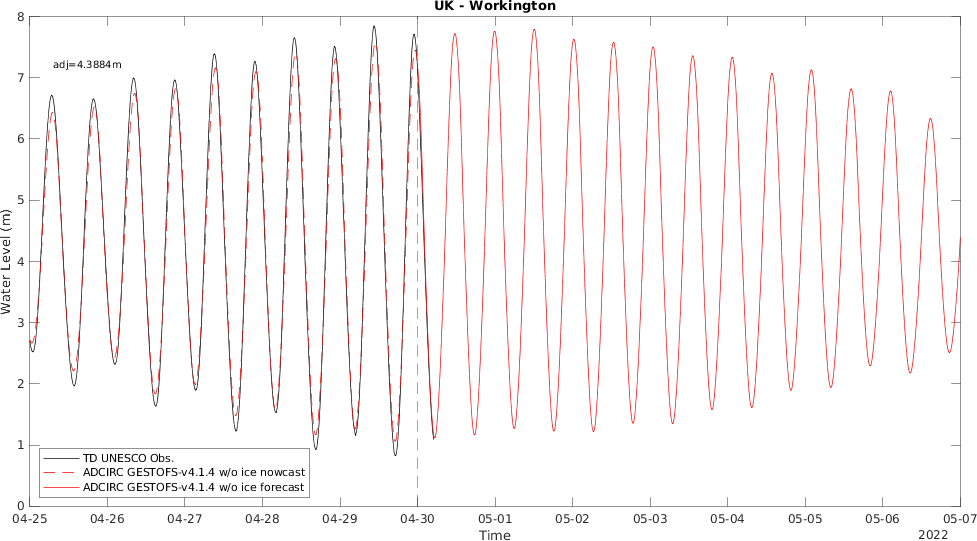 UK - Workington
adj=4.3884m
Water Level (m)
8
7
6
5
4
3
2
1
0
TD UNESCO Obs.
ADCIRC GESTOFS-v4.1.4 w/o ice nowcast
ADCIRC GESTOFS-v4.1.4 w/o ice forecast
04-25 04-26 04-27 04-28 04-29 04-30 05-01 05-02 05-03 05-04 05-05 05-06 05-07
Time
2022